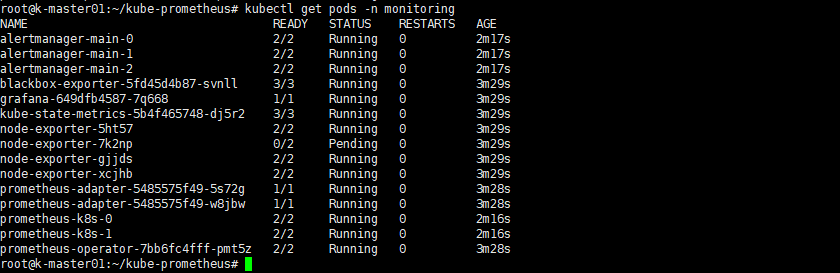 root@k-master01:~/kube-prometheus# kubectl get pods -n monitoring
NAME READY STATUS RESTARTS AGE
alertmanager-main-0 2/2 Running 0 2m17s
alertmanager-main-1 2/2 Running 0 2m17s
alertmanager-main-2 2/2 Running 0 2m17s
blackbox-exporter-5fd45d4b87-svnll 3/3 Running 0 3m29s
grafana-649dfb4587-7q668 1/1 Running 0 3m29s
kube-state-metrics-5b4f465748-dj5r2 3/3 Running 0 3m29s
node-exporter-5ht57 2/2 Running 0 3m29s
node-exporter-7k2np 0/2 Pending 0 3m29s
node-exporter-gjjds 2/2 Running 0 3m29s
node-exporter-xcjhb 2/2 Running 0 3m29s
prometheus-adapter-5485575f49-5s72g 1/1 Running 0 3m28s
prometheus-adapter-5485575f49-w8jbw 1/1 Running 0 3m28s
prometheus-k8s-0 2/2 Running 0 2m16s
prometheus-k8s-1 2/2 Running 0 2m16s
prometheus-operator-7bb6fc4fff-pmt5z 2/2 Running 0 3m28s
root@k-master01:~/kube-prometheus#